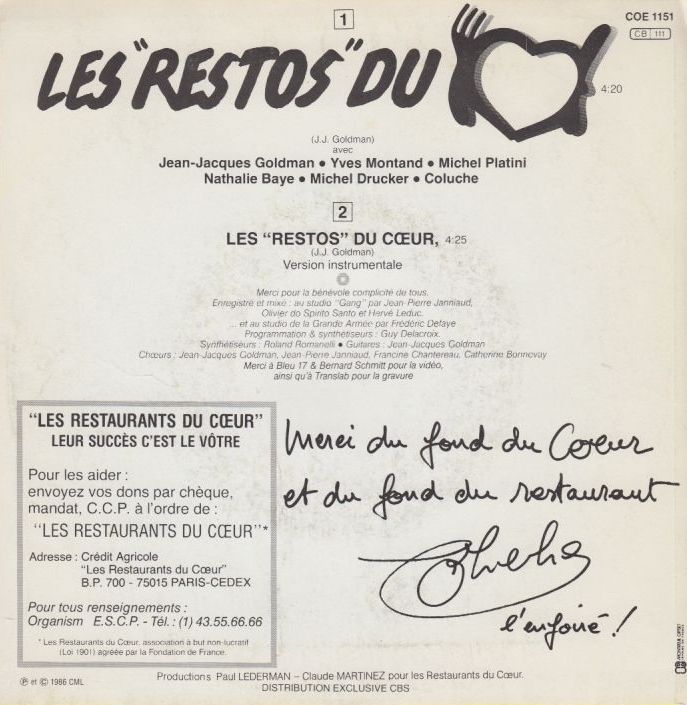 1
COE 1151
CB 111
LES "RESTOS" DU
4:20
(J.J. Goldman)
avec
Jean-Jacques Goldman • Yves Montand • Michel Platini
Nathalie Baye • Michel Drucker • Coluche
2
LES "RESTOS" DU CŒUR, 4:25
(J.J. Goldman)
Version instrumentale
Merci pour la bénévole complicité de tous.
Enregistré et mixé : au studio "Gang" par Jean-Pierre Janniaud,
Olivier do Spirito Santo et Hervé Leduc.
... et au studio de la Grande Armée par Frédéric Defaye
Programmation & synthétiseurs : Guy Delacroix.
Synthétiseurs : Roland Romanelli • Guitares : Jean-Jacques Goldman
Chœurs : Jean-Jacques Goldman, Jean-Pierre Janniaud, Francine Chantereau, Catherine Bonnevay
Merci à Bleu 17 & Bernard Schmitt pour la vidéo,
ainsi qu'à Translab pour la gravure
"LES RESTAURANTS DU CŒUR"
LEUR SUCCÈS C'EST LE VÔTRE
Pour les aider :
envoyez vos dons par chèque,
mandat, C.C.P. à l'ordre de :
"LES RESTAURANTS DU CŒUR"*
Adresse : Crédit Agricole
"Les Restaurants du Cœur"
B.P. 700 - 75015 PARIS-CEDEX
Pour tous renseignements :
Organism E.S.C.P. - Tél. : (1) 43.55.66.66
* Les Restaurants du Cœur, association à but non-lucratif
(Loi 1901) agréée par la Fondation de France.
Merci du fond du Coeur
et du fond du restaurant
Coluche
l'enfoiré !
℗ et © 1986 CML
Productions Paul LEDERMAN – Claude MARTINEZ pour les Restaurants du Cœur.
DISTRIBUTION EXCLUSIVE CBS